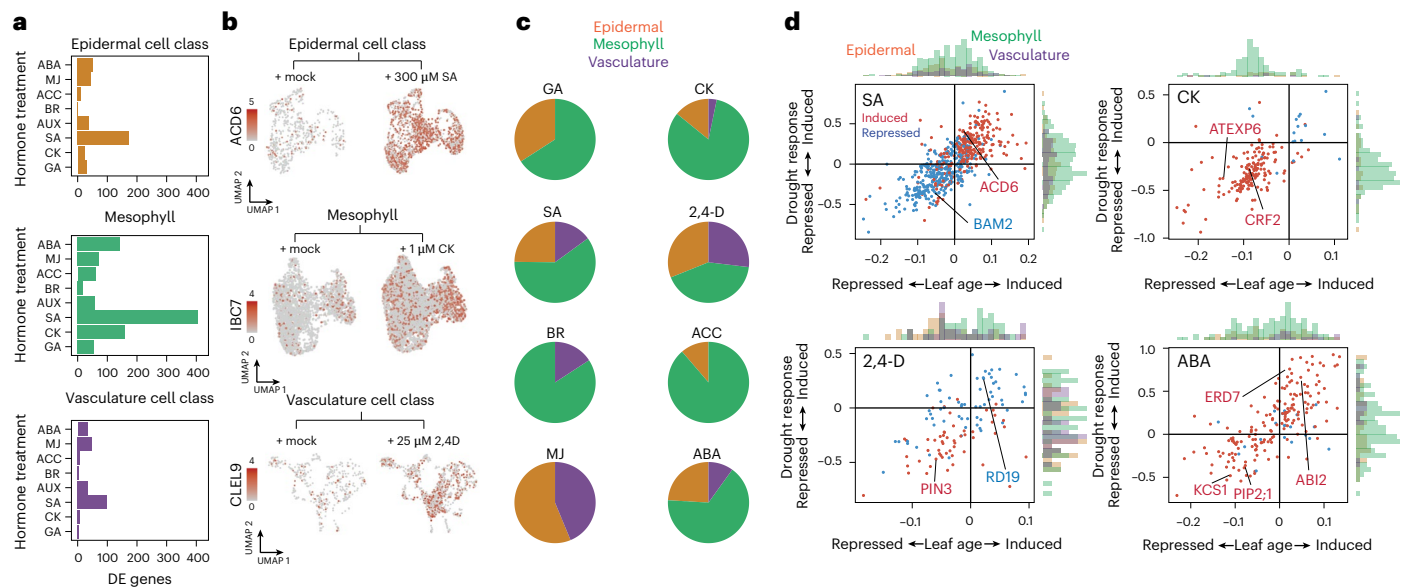 a
Epidermal cell class
Hormone treatment
ABA
MJ
ACC
BR
AUX
SA
CK
GA
0 100 200 300 400
Mesophyll
Hormone treatment
ABA
MJ
ACC
BR
AUX
SA
CK
GA
0 100 200 300 400
Vasculature cell class
Hormone treatment
ABA
MJ
ACC
BR
AUX
SA
CK
GA
0 100 200 300 400
DE genes
b
Epidermal cell class
+ mock
+ 300 µM SA
ACD6
5
0
UMAP 2
UMAP 1
Mesophyll
+ mock
+ 1 µM CK
IBC7
4
0
UMAP 2
UMAP 1
Vasculature cell class
+ mock
+ 25 µM 2,4D
CLEL9
4
0
UMAP 2
UMAP 1
c
Epidermal
Mesophyll
Vasculature
GA
CK
SA
2,4-D
BR
ACC
MJ
ABA
d
Epidermal
Mesophyll
Vasculature
SA
Induced
Repressed
ACD6
BAM2
Drought response
Repressed ↔ Induced
0.5
0
−0.5
−0.2 −0.1 0 0.1 0.2
Repressed ←Leaf age→ Induced
CK
ATEXP6
CRF2
Drought response
Repressed ↔ Induced
0.5
0
−0.5
−1.0
−0.2 −0.1 0 0.1
Repressed ←Leaf age→ Induced
2,4-D
PIN3
RD19
Drought response
Repressed ↔ Induced
0.5
0
−0.5
−0.1 0 0.1
Repressed ←Leaf age→ Induced
ABA
ERD7
KCS1
PIP2;1
ABI2
Drought response
Repressed ↔ Induced
1.0
0.5
0
−0.5
−0.2 −0.1 0 0.1
Repressed ←Leaf age→ Induced